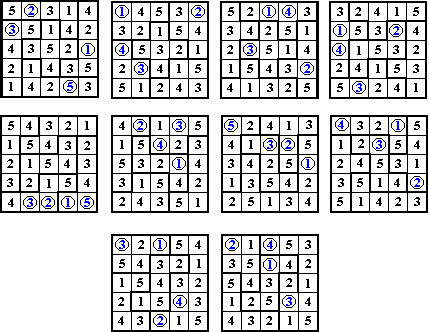 5 2 3 1 4
3 5 1 4 2
4 3 5 2 1
2 1 4 3 5
1 4 2 5 3
1 4 5 3 2
3 2 1 5 4
4 5 3 2 1
2 3 4 1 5
5 1 2 4 3
5 2 1 4 3
3 4 2 5 1
2 3 5 1 4
1 5 4 3 2
4 1 3 2 5
3 2 4 1 5
1 5 3 2 4
4 1 5 3 2
2 4 1 5 3
5 3 2 4 1
5 4 3 2 1
1 5 4 3 2
2 1 5 4 3
3 2 1 5 4
4 3 2 1 5
4 2 1 3 5
1 5 4 2 3
5 3 2 1 4
3 1 5 4 2
2 4 3 5 1
5 2 4 1 3
4 1 3 2 5
3 4 2 5 1
1 3 5 4 2
2 5 1 3 4
4 3 2 1 5
1 2 3 5 4
2 4 5 3 1
3 5 1 4 2
5 1 4 2 3
3 2 1 5 4
5 4 3 2 1
1 5 4 3 2
2 1 5 4 3
4 3 2 1 5
2 1 4 5 3
3 5 1 4 2
5 4 3 2 1
1 2 5 3 4
4 3 2 1 5